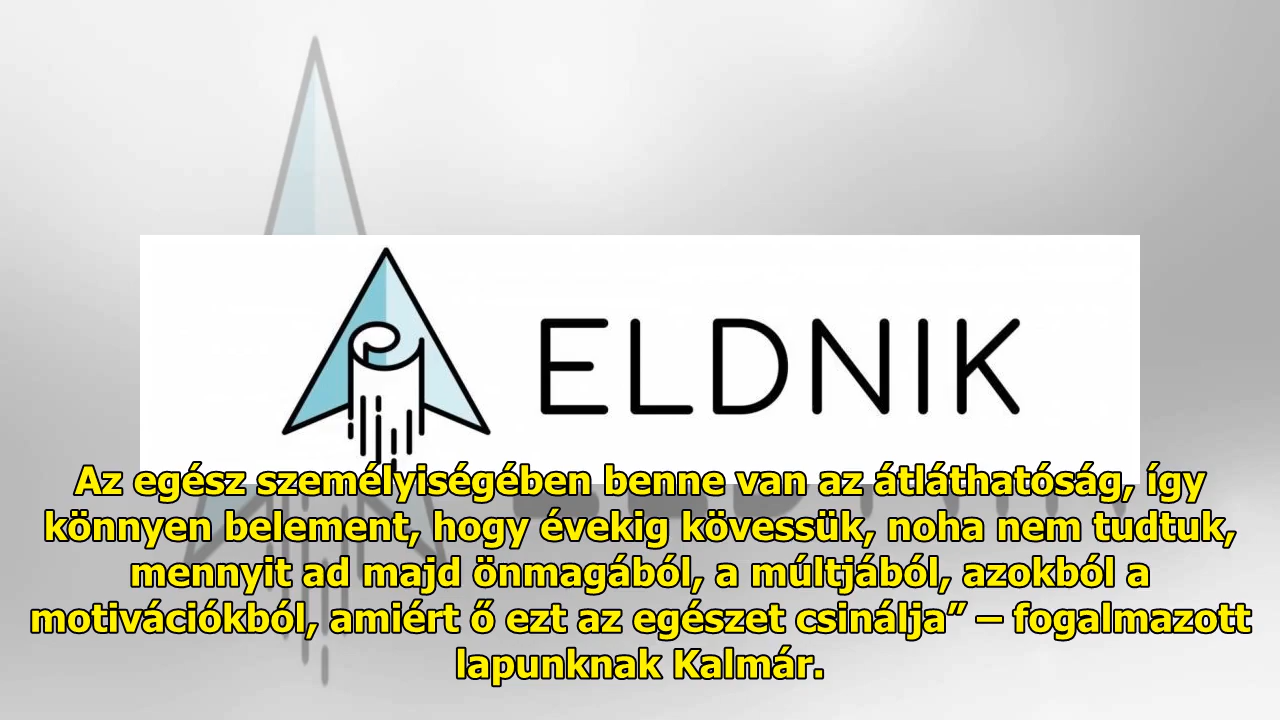 ELDNIK
Az egész személyiségében benne van az átláthatóság, így
könnyen belement, hogy évekig kövessük, noha nem tudtuk,
mennyit ad majd önmagából, a múltjából, azokból a
motivációkból, amiért ő ezt az egészet csinálja” – fogalmazott
lapunknak Kalmár.